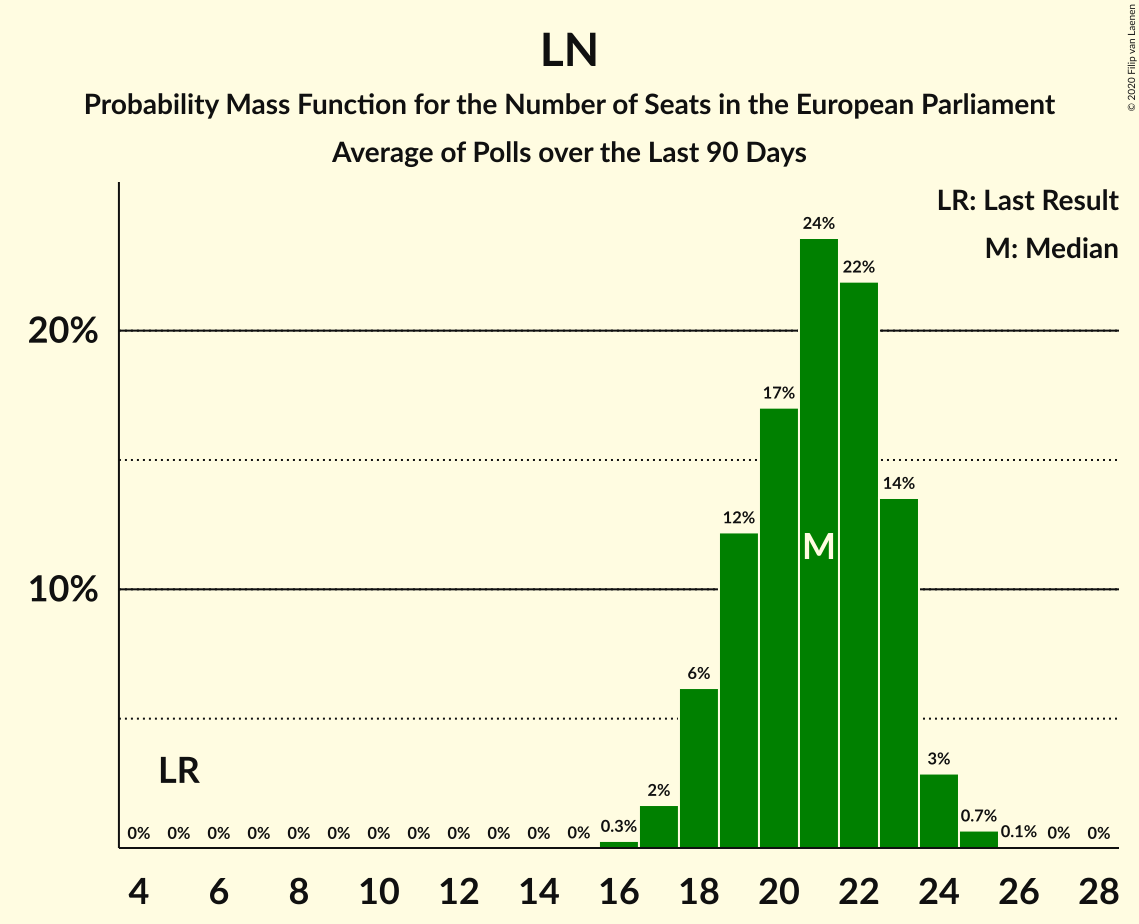 LN
Probability Mass Function for the Number of Seats in the European Parliament
Average of Polls over the Last 90 Days
© 2020 Filip van Laenen
LR: Last Result
M: Median
20%
10%
24%
22%
17%
14%
12%
M
6%
LR
3%
2%
0% 0% 0% 0% 0% 0% 0% 0% 0% 0% 0% 0% 0.3% 0.7% 0.1% 0% 0%
4 6 8 10 12 14 16 18 20 22 24 26 28